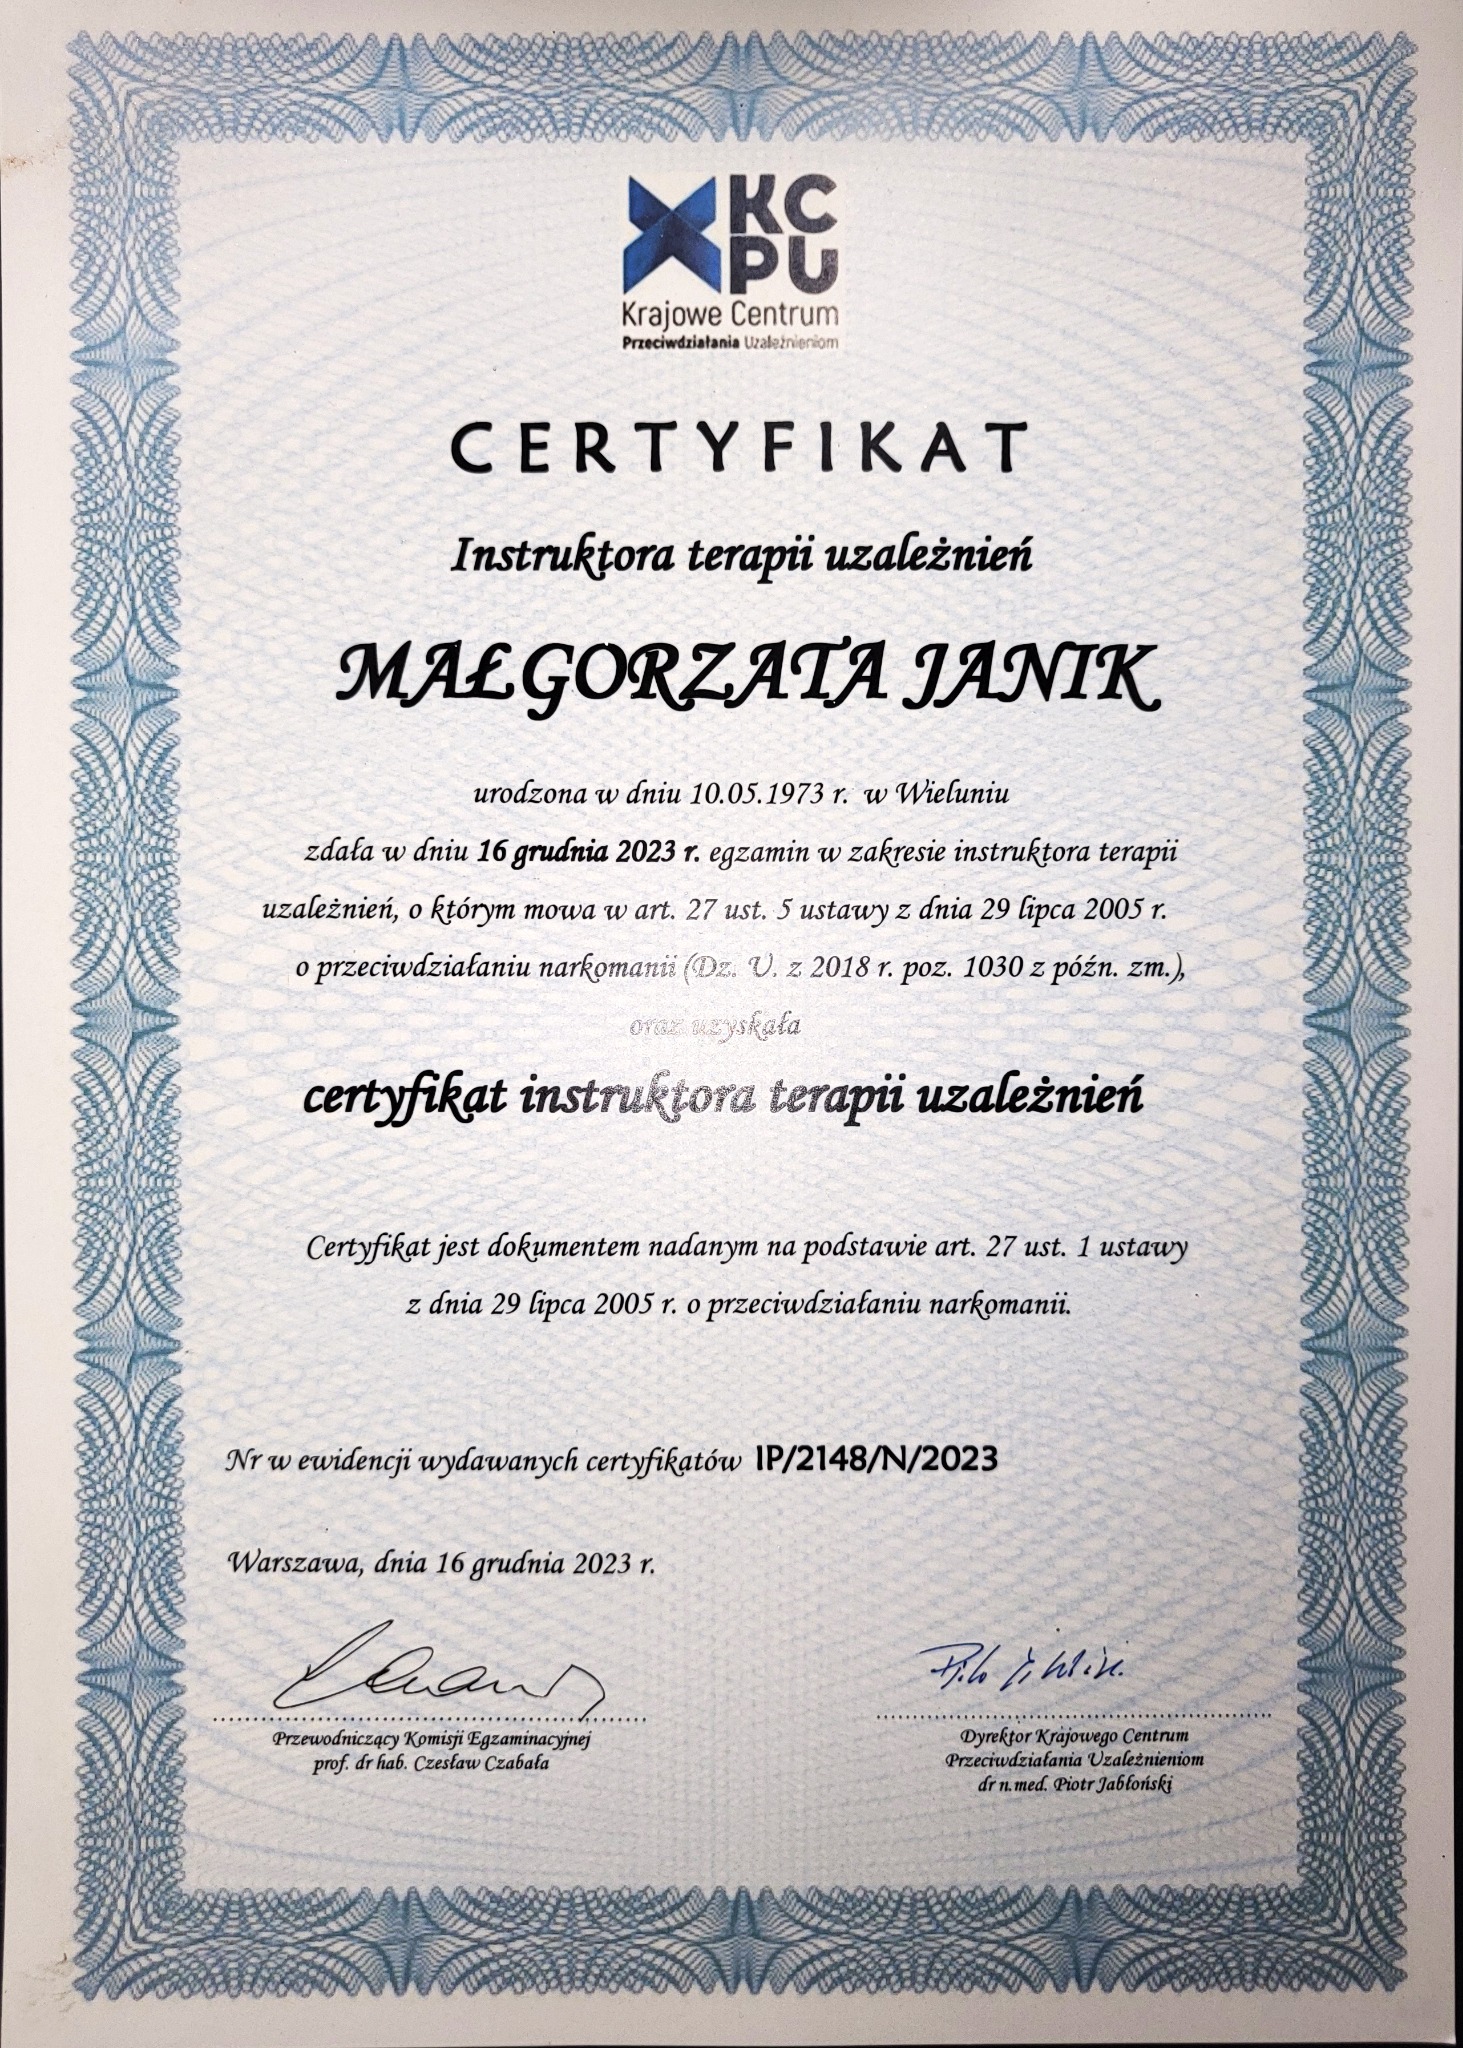 KC
PU
Krajowe Centrum
Przeciwdziałania Uzależnieniom
CERTYFIKAT
Instruktora terapii uzależnień
MAŁGORZATA JANIK
urodzona w dniu 10.05.1973 r. w Wieluniu
zdała w dniu 16 grudnia 2023 r. egzamin w zakresie instruktora terapii
uzależnień, o którym mowa w art. 27 ust. 5 ustawy z dnia 29 lipca 2005 r.
o przeciwdziałaniu narkomanii (Dz. U. z 2018 r. poz. 1030 z późn. zm.),
oraz uzyskała
certyfikat instruktora terapii uzależnień
Certyfikat jest dokumentem nadanym na podstawie art. 27 ust. 1 ustawy
z dnia 29 lipca 2005 r. o przeciwdziałaniu narkomanii.
Nr w ewidencji wydawanych certyfikatów IP/2148/N/2023
Warszawa, dnia 16 grudnia 2023 r.
Przewodniczący Komisji Egzaminacyjnej
prof. dr hab. Czesław Czabała
Dyrektor Krajowego Centrum
Przeciwdziałania Uzależnieniom
dr n.med. Piotr Jabłoński